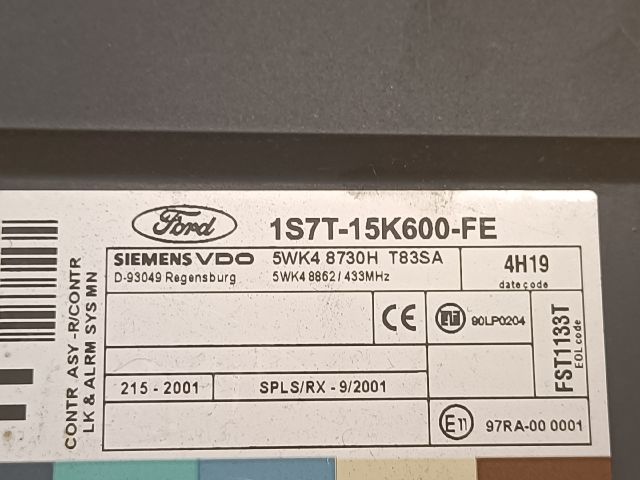 Ford
1S7T-15K600-FE
SIEMENS VDO
D-93049 Regensburg
5WK4 8730H T83SA
5WK4 8862/433MHz
4H19
date code
CE
90LP0204
215 - 2001
SPLS/RX - 9/2001
E11
97RA-00 0001
FST1133T
EOL code
CONTR ASY -R/CONTR
LK & ALRM SYS MN